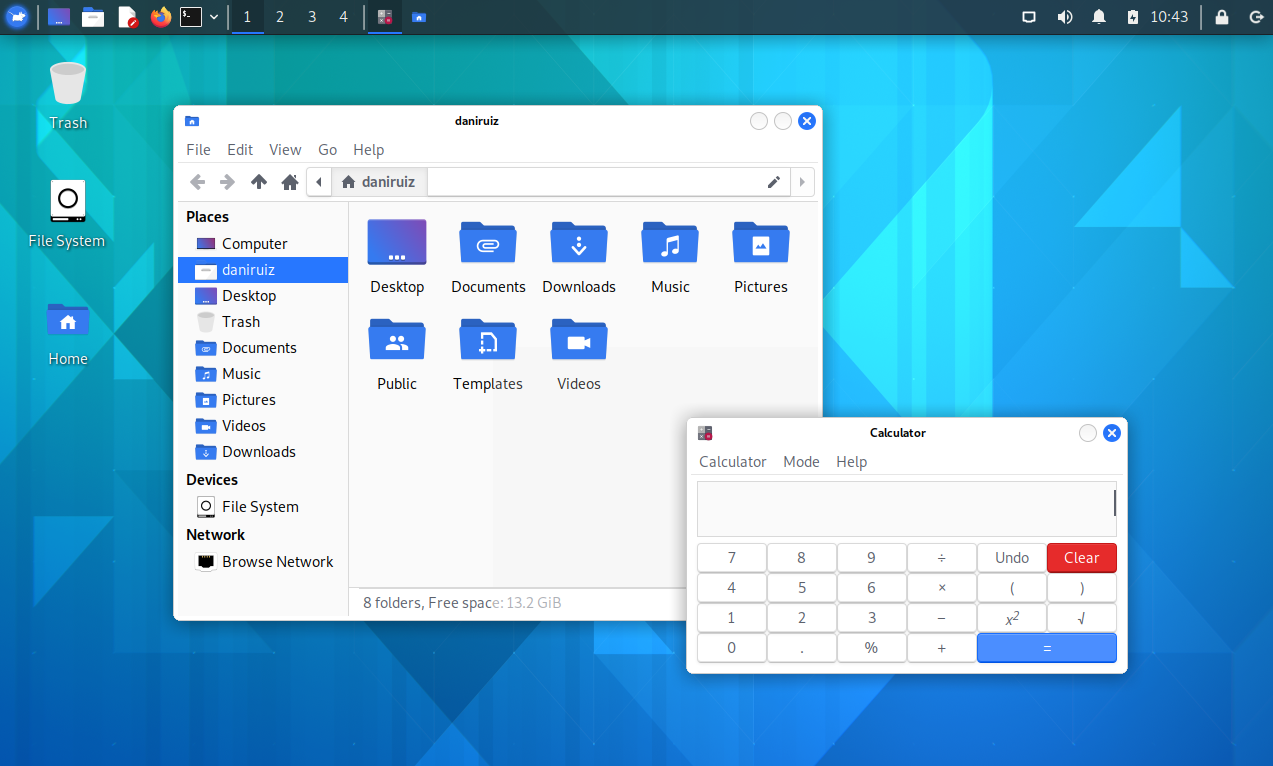 1 2 3 4 10:43
Trash
File System
Home
daniruiz
File Edit View Go Help
daniruiz
Places
Computer
daniruiz
Desktop
Trash
Documents
Music
Pictures
Videos
Downloads
Devices
File System
Network
Browse Network
Desktop Documents Downloads Music Pictures
Public Templates Videos
8 folders, Free space: 13.2 GiB
Calculator
Calculator Mode Help
7 8 9 ÷ Undo Clear
4 5 6 × ( )
1 2 3 − x² √
0 . % + =